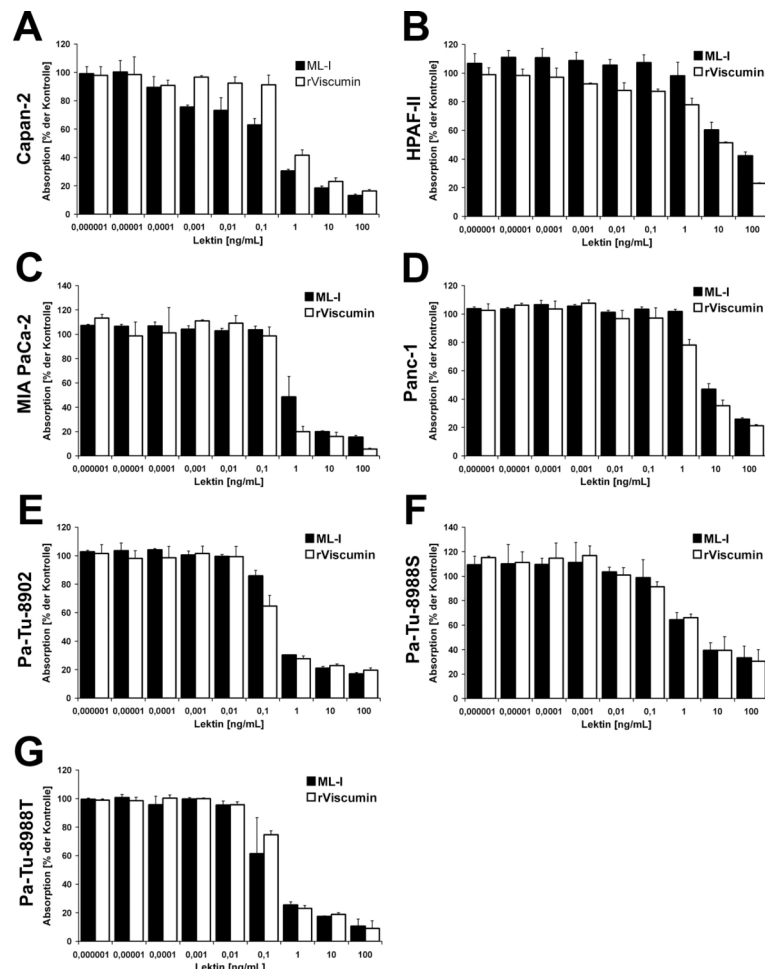 A
Capan-2
Absorption [% der Kontrolle]
120
100
80
60
40
20
0
ML-I
rViscumin
0,000001 0,00001 0,0001 0,001 0,01 0,1 1 10 100
Lektin [ng/mL]
B
HPAF-II
Absorption [% der Kontrolle]
120
100
80
60
40
20
0
ML-I
rViscumin
0,000001 0,00001 0,0001 0,001 0,01 0,1 1 10 100
Lektin [ng/mL]
C
MIA PaCa-2
Absorption [% der Kontrolle]
140
120
100
80
60
40
20
0
ML-I
rViscumin
0,000001 0,00001 0,0001 0,001 0,01 0,1 1 10 100
Lektin [ng/mL]
D
Panc-1
Absorption [% der Kontrolle]
120
100
80
60
40
20
0
ML-I
rViscumin
0,000001 0,00001 0,0001 0,001 0,01 0,1 1 10 100
Lektin [ng/mL]
E
Pa-Tu-8902
Absorption [% der Kontrolle]
120
100
80
60
40
20
0
ML-I
rViscumin
0,000001 0,00001 0,0001 0,001 0,01 0,1 1 10 100
Lektin [ng/mL]
F
Pa-Tu-8988S
Absorption [% der Kontrolle]
140
120
100
80
60
40
20
0
ML-I
rViscumin
0,000001 0,00001 0,0001 0,001 0,01 0,1 1 10 100
Lektin [ng/mL]
G
Pa-Tu-8988T
Absorption [% der Kontrolle]
120
100
80
60
40
20
0
ML-I
rViscumin
0,000001 0,00001 0,0001 0,001 0,01 0,1 1 10 100
Lektin [ng/mL]